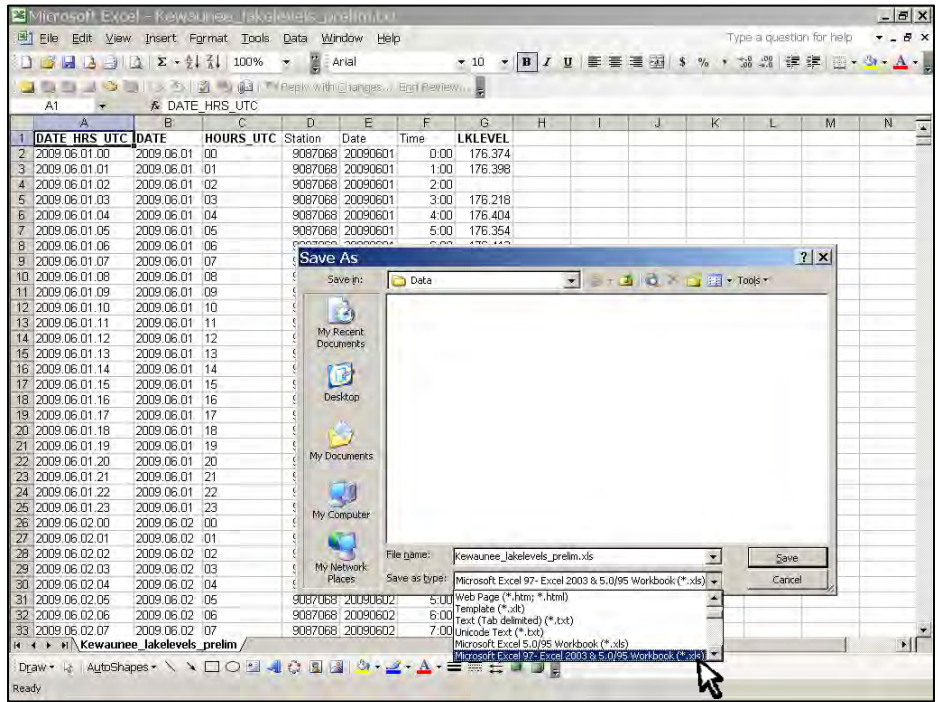 Microsoft Excel - Kewaunee_lakelevels_prelim.txt
File Edit View Insert Format Tools Data Window Help Type a question for help
Σ 100% Arial 10 B I U $ % ,
Reply with Changes... End Review...
A1 fx DATE_HRS_UTC
A B C D E F G H I J K L M N
1 DATE_HRS_UTC DATE HOURS_UTC Station Date Time LKLEVEL
2 2009.06.01.00 2009.06.01 00 9087068 20090601 0:00 176.374
3 2009.06.01.01 2009.06.01 01 9087068 20090601 1:00 176.398
4 2009.06.01.02 2009.06.01 02 9087068 20090601 2:00
5 2009.06.01.03 2009.06.01 03 9087068 20090601 3:00 176.218
6 2009.06.01.04 2009.06.01 04 9087068 20090601 4:00 176.404
7 2009.06.01.05 2009.06.01 05 9087068 20090601 5:00 176.354
8 2009.06.01.06 2009.06.01 06
9 2009.06.01.07 2009.06.01 07
10 2009.06.01.08 2009.06.01 08
11 2009.06.01.09 2009.06.01 09
12 2009.06.01.10 2009.06.01 10
13 2009.06.01.11 2009.06.01 11
14 2009.06.01.12 2009.06.01 12
15 2009.06.01.13 2009.06.01 13
16 2009.06.01.14 2009.06.01 14
17 2009.06.01.15 2009.06.01 15
18 2009.06.01.16 2009.06.01 16
19 2009.06.01.17 2009.06.01 17
20 2009.06.01.18 2009.06.01 18
21 2009.06.01.19 2009.06.01 19
22 2009.06.01.20 2009.06.01 20
23 2009.06.01.21 2009.06.01 21
24 2009.06.01.22 2009.06.01 22
25 2009.06.01.23 2009.06.01 23
26 2009.06.02.00 2009.06.02 00
27 2009.06.02.01 2009.06.02 01
28 2009.06.02.02 2009.06.02 02
29 2009.06.02.03 2009.06.02 03
30 2009.06.02.04 2009.06.02 04
31 2009.06.02.05 2009.06.02 05 9087068 20090602 5:00
32 2009.06.02.06 2009.06.02 06 9087068 20090602 6:00
33 2009.06.02.07 2009.06.02 07 9087068 20090602 7:00
Save As
Save in: Data Tools
My Recent
Documents
Desktop
My Documents
My Computer
My Network
Places
File name: Kewaunee_lakelevels_prelim.xls Save
Save as type: Microsoft Excel 97- Excel 2003 & 5.0/95 Workbook (*.xls) Cancel
Web Page (*.htm; *.html)
Template (*.xlt)
Text (Tab delimited) (*.txt)
Unicode Text (*.txt)
Microsoft Excel 5.0/95 Workbook (*.xls)
Microsoft Excel 97- Excel 2003 & 5.0/95 Workbook (*.xls)
Kewaunee_lakelevels_prelim
Draw AutoShapes
Ready